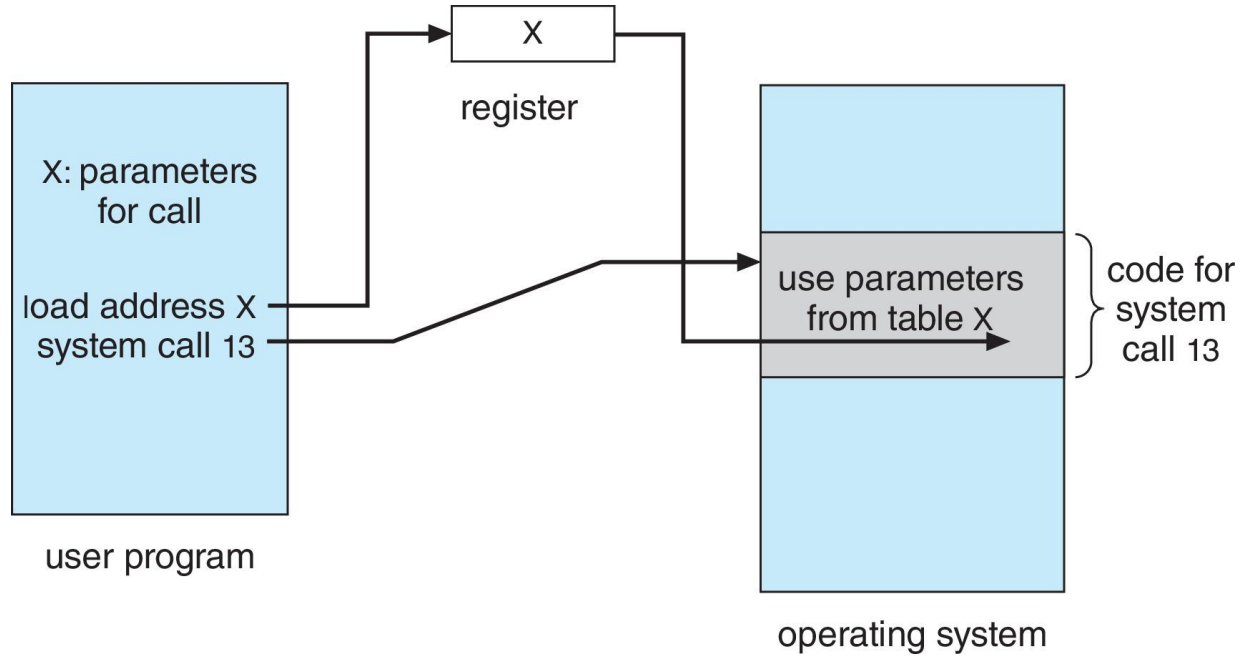 X
register
X: parameters
for call
load address X
system call 13
user program
use parameters
from table X
code for
system
call 13
operating system